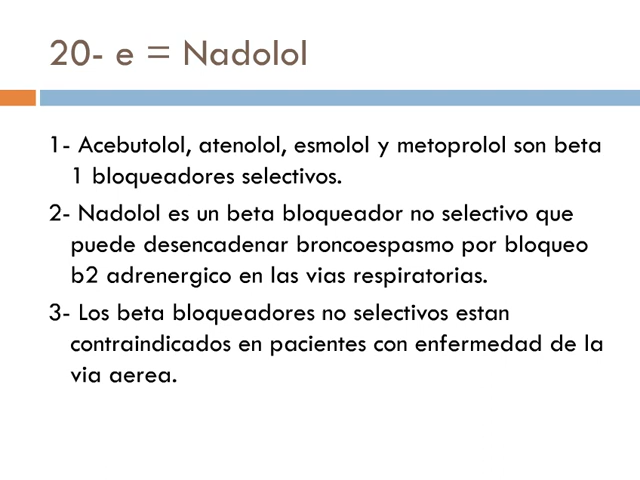 20- e = Nadolol
1- Acebutolol, atenolol, esmolol y metoprolol son beta
1 bloqueadores selectivos.
2- Nadolol es un beta bloqueador no selectivo que
puede desencadenar broncoespasmo por bloqueo
b2 adrenergico en las vias respiratorias.
3- Los beta bloqueadores no selectivos estan
contraindicados en pacientes con enfermedad de la
via aerea.